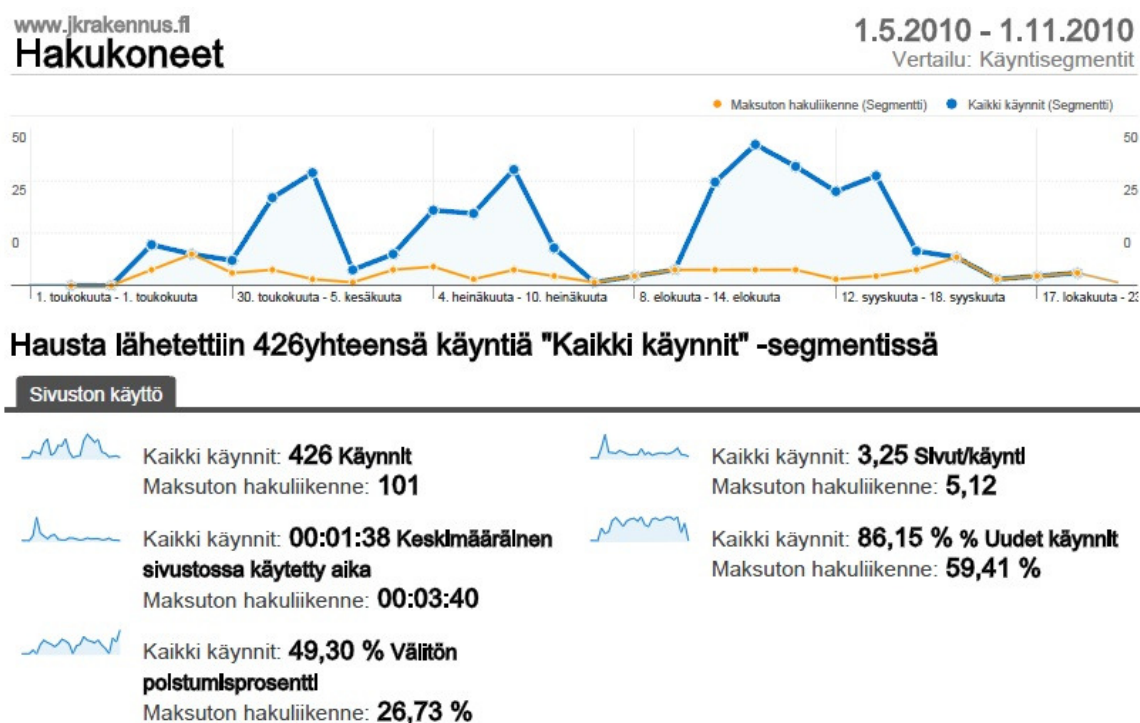 www.jkrakennus.fi
Hakukoneet
1.5.2010 - 1.11.2010
Vertailu: Käyntisegmentit
Maksuton hakuliikenne (Segmentti) Kaikki käynnit (Segmentti)
50 50
25 25
0 0
1. toukokuuta - 1. toukokuuta 30. toukokuuta - 5. kesäkuuta 4. heinäkuuta - 10. heinäkuuta 8. elokuuta - 14. elokuuta 12. syyskuuta - 18. syyskuuta 17. lokakuuta - 23
Hausta lähetettiin 426yhteensä käyntiä "Kaikki käynnit" -segmentissä
Sivuston käyttö
Kaikki käynnit: 426 Käynnit
Maksuton hakuliikenne: 101
Kaikki käynnit: 3,25 Sivut/käynti
Maksuton hakuliikenne: 5,12
Kaikki käynnit: 00:01:38 Keskimääräinen
sivustossa käytetty aika
Maksuton hakuliikenne: 00:03:40
Kaikki käynnit: 86,15 % % Uudet käynnit
Maksuton hakuliikenne: 59,41 %
Kaikki käynnit: 49,30 % Välitön
poistumisprosentti
Maksuton hakuliikenne: 26,73 %